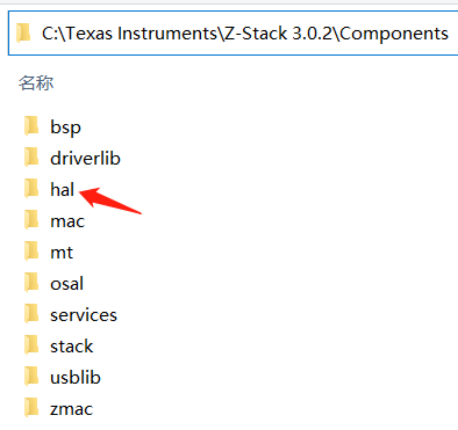 C:\Texas Instruments\Z-Stack 3.0.2\Components
名称
bsp
driverlib
hal
mac
mt
osal
services
stack
usblib
zmac